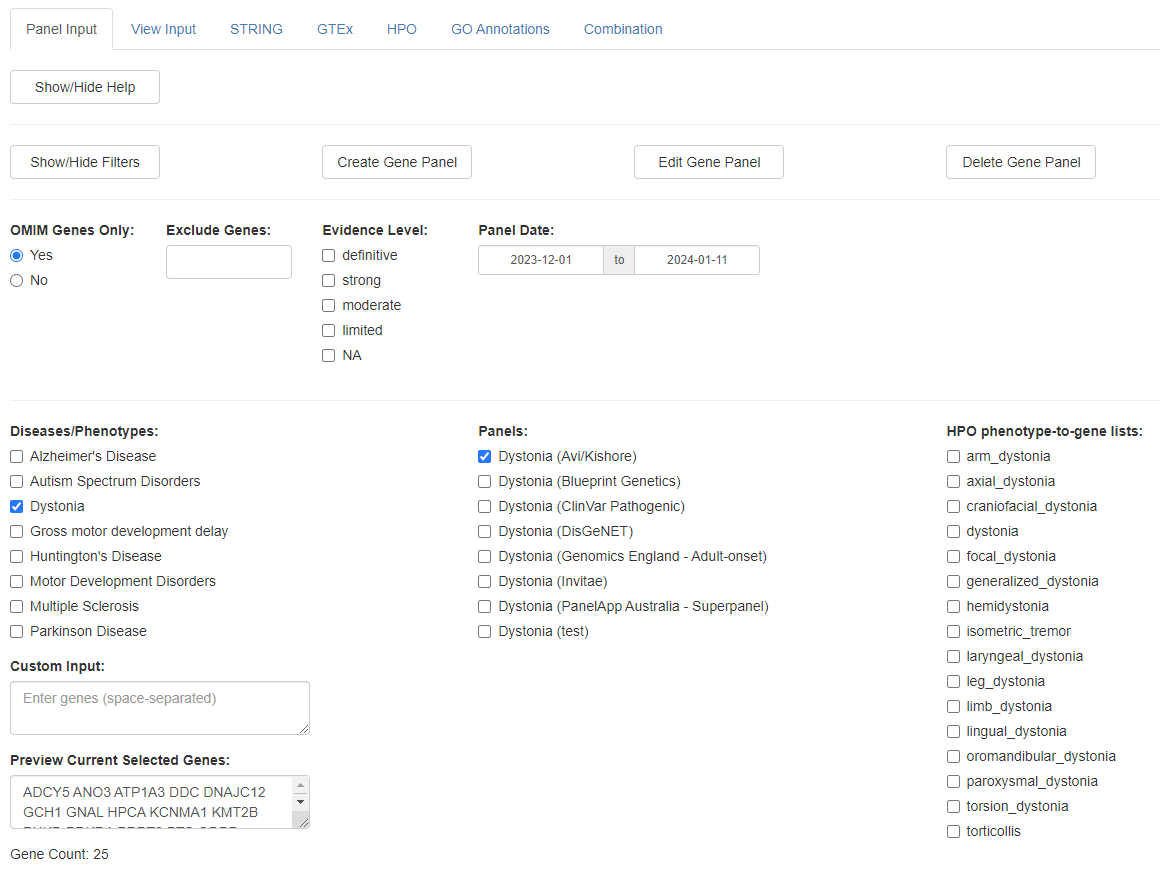 Panel Input View Input STRING GTEx HPO GO Annotations Combination
Show/Hide Help
Show/Hide Filters Create Gene Panel Edit Gene Panel Delete Gene Panel
OMIM Genes Only: Exclude Genes: Evidence Level: Panel Date:
Yes definitive 2023-12-01 to 2024-01-11
No strong
moderate
limited
NA
Diseases/Phenotypes: Panels: HPO phenotype-to-gene lists:
Alzheimer's Disease Dystonia (Avi/Kishore) arm_dystonia
Autism Spectrum Disorders Dystonia (Blueprint Genetics) axial_dystonia
Dystonia Dystonia (ClinVar Pathogenic) craniofacial_dystonia
Gross motor development delay Dystonia (DisGeNET) dystonia
Huntington's Disease Dystonia (Genomics England - Adult-onset) focal_dystonia
Motor Development Disorders Dystonia (Invitae) generalized_dystonia
Multiple Sclerosis Dystonia (PanelApp Australia - Superpanel) hemidystonia
Parkinson Disease Dystonia (test) isometric_tremor
Custom Input: laryngeal_dystonia
Enter genes (space-separated) leg_dystonia
limb_dystonia
lingual_dystonia
Preview Current Selected Genes: oromandibular_dystonia
ADCY5 ANO3 ATP1A3 DDC DNAJC12 paroxysmal_dystonia
GCH1 GNAL HPCA KCNMA1 KMT2B torsion_dystonia
torticollis
Gene Count: 25